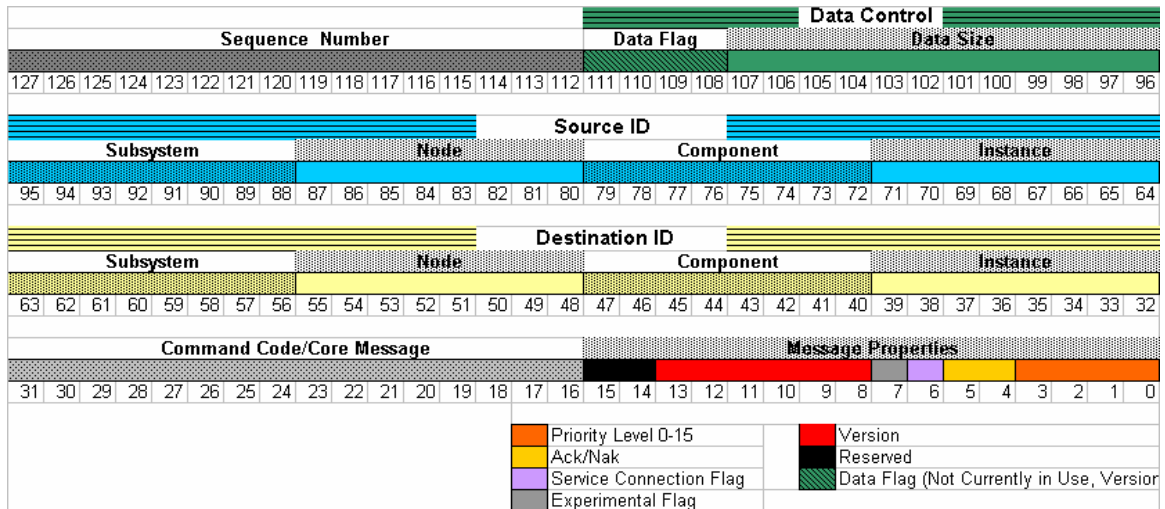 Data Control
Sequence Number Data Flag Data Size
127 126 125 124 123 122 121 120 119 118 117 116 115 114 113 112 111 110 109 108 107 106 105 104 103 102 101 100 99 98 97 96
Source ID
Subsystem Node Component Instance
95 94 93 92 91 90 89 88 87 86 85 84 83 82 81 80 79 78 77 76 75 74 73 72 71 70 69 68 67 66 65 64
Destination ID
Subsystem Node Component Instance
63 62 61 60 59 58 57 56 55 54 53 52 51 50 49 48 47 46 45 44 43 42 41 40 39 38 37 36 35 34 33 32
Command Code/Core Message Message Properties
31 30 29 28 27 26 25 24 23 22 21 20 19 18 17 16 15 14 13 12 11 10 9 8 7 6 5 4 3 2 1 0
Priority Level 0-15 Version
Ack/Nak Reserved
Service Connection Flag Data Flag (Not Currently in Use, Version
Experimental Flag